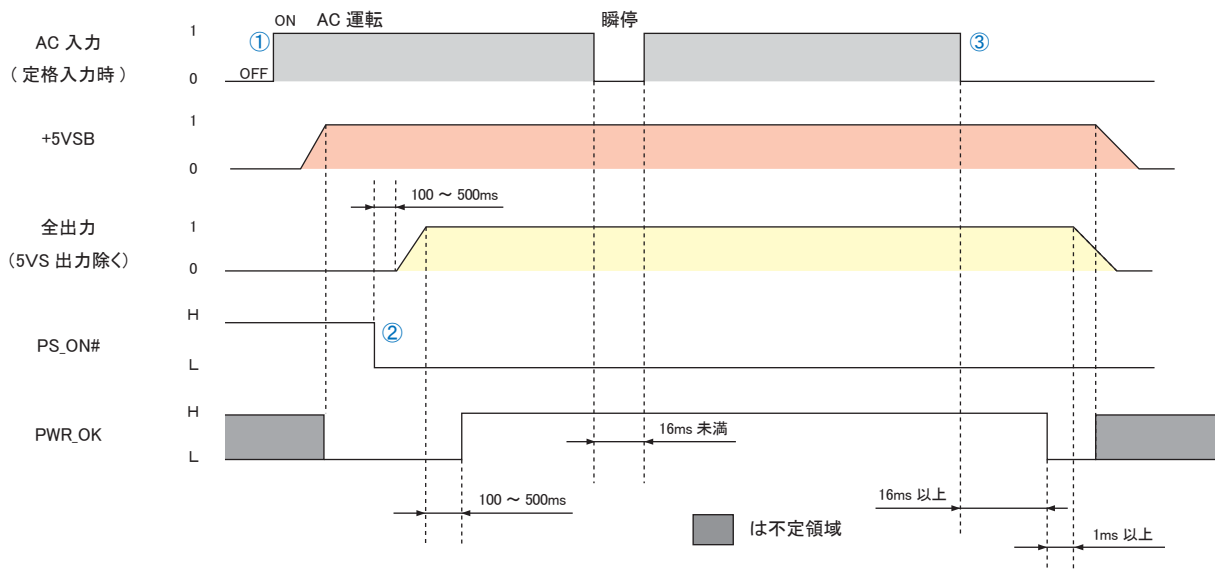 ON AC 運転 瞬停
AC 入力
( 定格入力時 )
1
0
①
OFF
③
+5VSB
1
0
100 ～ 500ms
全出力
(5VS 出力除く)
1
0
PS_ON#
H
L
②
PWR_OK
H
L
16ms 未満
100 ～ 500ms
16ms 以上
は不定領域
1ms 以上